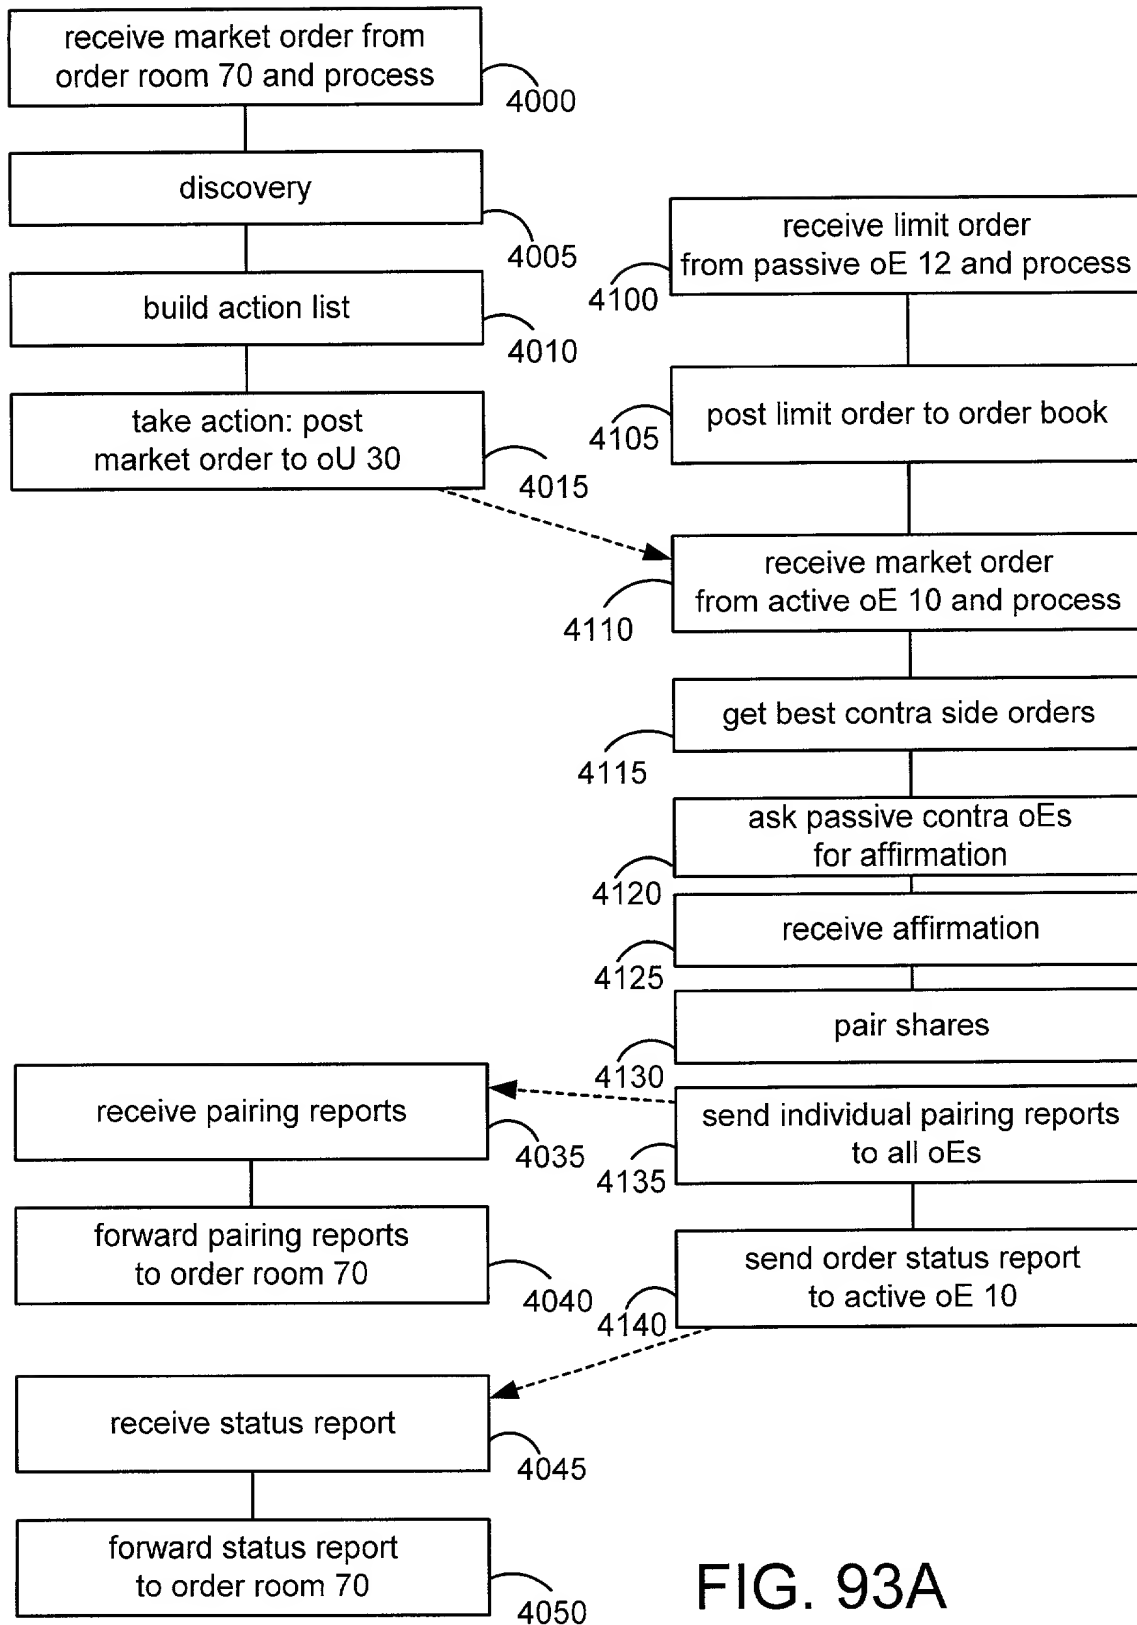 receive market order from
order room 70 and process
4000
discovery
4005
build action list
4010
take action: post
market order to oU 30
4015
receive limit order
from passive oE 12 and process
4100
post limit order to order book
4105
receive market order
from active oE 10 and process
4110
get best contra side orders
4115
ask passive contra oEs
for affirmation
4120
receive affirmation
4125
pair shares
4130
send individual pairing reports
to all oEs
4135
receive pairing reports
4035
forward pairing reports
to order room 70
4040
send order status report
to active oE 10
4140
receive status report
4045
forward status report
to order room 70
4050
FIG. 93A